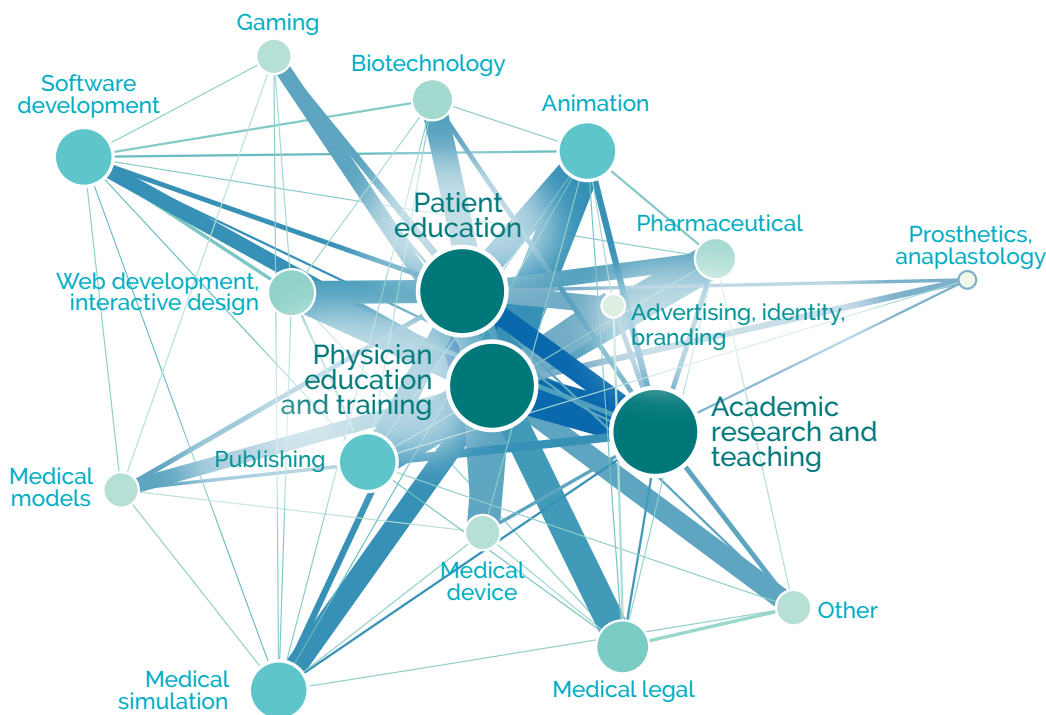 Gaming
Biotechnology
Software
development
Animation
Patient
education
Pharmaceutical
Prosthetics,
anaplastology
Web development,
interactive design
Advertising, identity,
branding
Physician
education
and training
Academic
research and
teaching
Publishing
Medical
models
Medical
device
Other
Medical
simulation
Medical legal